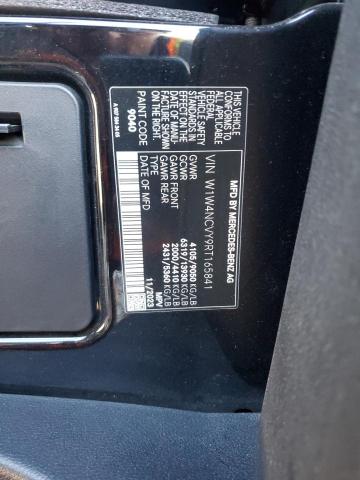 MFD BY MERCEDES-BENZ AG
VIN W1W4NCVY9RT165841
GVWR 4105/9050 KG/LB
GCWR 6319/13930 KG/LB
GAWR FRONT 2000/4410 KG/LB
GAWR REAR 2431/5360 KG/LB
TYPE MPV
DATE OF MFD 11/2023
THIS VEHICLE CONFORMS TO
ALL APPLICABLE
FEDERAL MOTOR
VEHICLE SAFETY
STANDARDS IN
EFFECT ON THE
DATE OF MANU-
FACTURE SHOWN
ON THE RIGHT.
PAINT CODE
9040